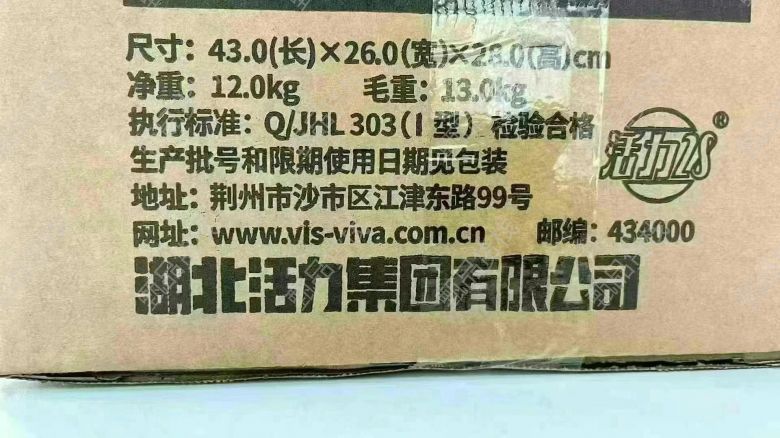 尺寸：43.0(长)×26.0(宽)×28.0(高)cm
净重：12.0kg 毛重：13.0kg
执行标准：Q/JHL 303(Ⅰ型) 检验合格
活力28®
生产批号和限期使用日期见包装
地址：荆州市沙市区江津东路99号
网址：www.vis-viva.com.cn 邮编：434000
湖北活力集团有限公司